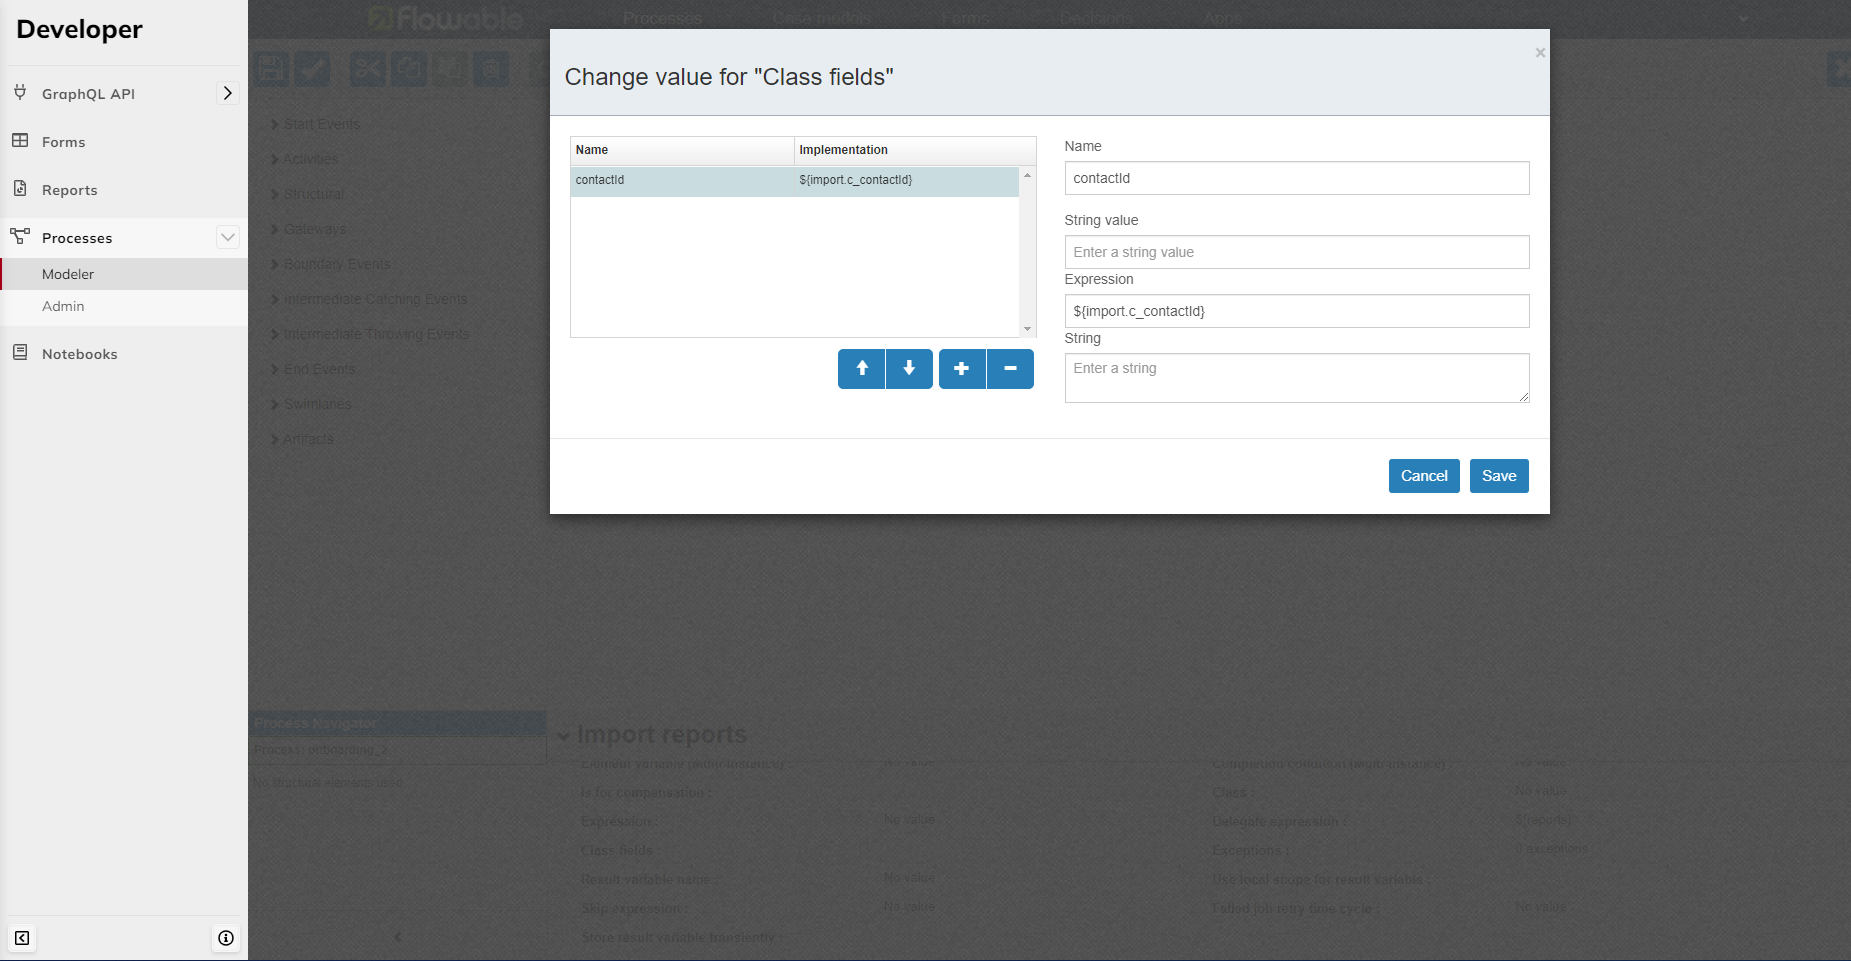 Developer
GraphQL API
Forms
Reports
Processes
Modeler
Admin
Notebooks
flowable
Processes
Case models
Forms
Decisions
Apps
Start Events
Activities
Structural
Gateways
Boundary Events
Intermediate Catching Events
Intermediate Throwing Events
End Events
Swimlanes
Artifacts
×
Change value for "Class fields"
Name
Implementation
contactId
${import.c_contactId}
Name
contactId
String value
Enter a string value
Expression
${import.c_contactId}
String
Enter a string
Cancel
Save
Process Navigator
Process: onboarding_2
No structural elements used
Import reports
Element variable (Multi-instance) :
No value
Completion condition (Multi-instance) :
No value
Is for compensation :
Class :
No value
Expression :
No value
Delegate expression :
${reports}
Class fields :
Exceptions :
0 exceptions
Result variable name :
No value
Use local scope for result variable :
Skip expression :
No value
Failed job retry time cycle :
No value
Store result variable transiently :